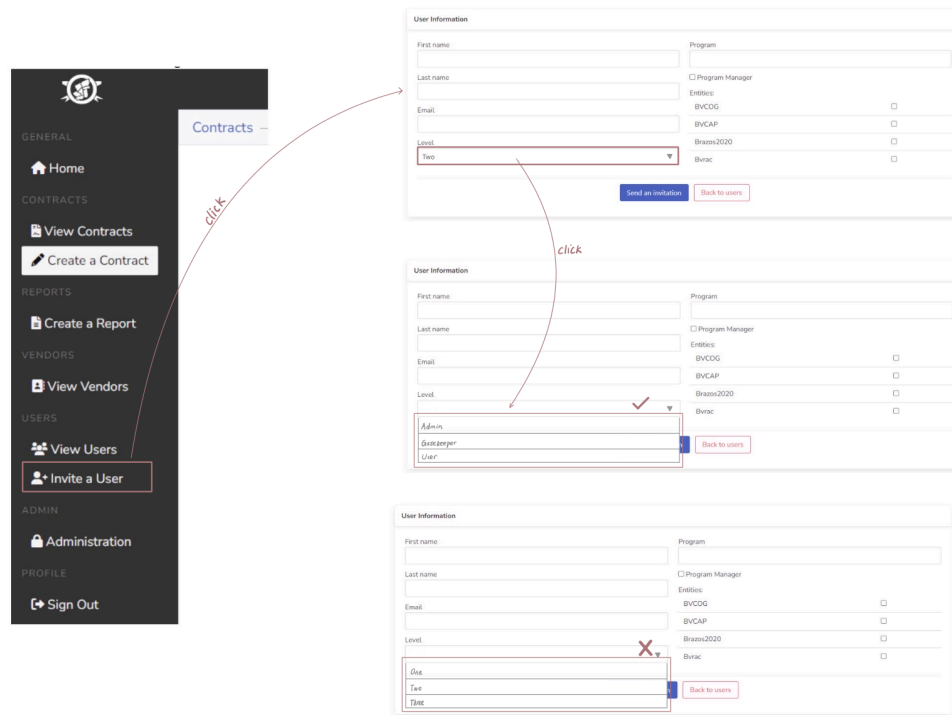 Contracts –
GENERAL
Home
CONTRACTS
View Contracts
Create a Contract
REPORTS
Create a Report
VENDORS
View Vendors
USERS
View Users
Invite a User
ADMIN
Administration
PROFILE
Sign Out
click
User Information
First name
Program
Last name
Program Manager
Entities:
BVCOG
Email
BVCAP
Level
Brazos2020
Two
Bvrac
Send an invitation
Back to users
click
User Information
First name
Program
Last name
Program Manager
Entities:
BVCOG
Email
BVCAP
Level
Brazos2020
Bvrac
Admin
Gatekeeper
User
n
Back to users
User Information
First name
Program
Last name
Program Manager
Entities:
BVCOG
Email
BVCAP
Level
Brazos2020
Bvrac
One
Two
Three
n
Back to users